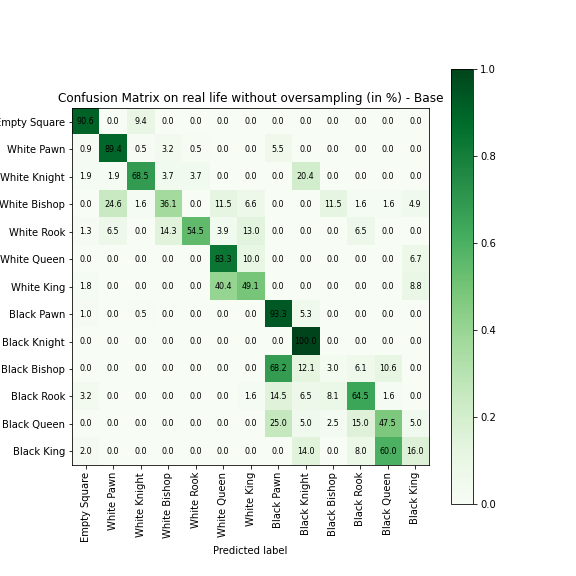 Confusion Matrix on real life without oversampling (in %) - Base
Empty Square 90.6 0.0 9.4 0.0 0.0 0.0 0.0 0.0 0.0 0.0 0.0 0.0 0.0
White Pawn 0.9 89.4 0.5 3.2 0.5 0.0 0.0 5.5 0.0 0.0 0.0 0.0 0.0
White Knight 1.9 1.9 68.5 3.7 3.7 0.0 0.0 0.0 20.4 0.0 0.0 0.0 0.0
White Bishop 0.0 24.6 1.6 36.1 0.0 11.5 6.6 0.0 0.0 11.5 1.6 1.6 4.9
White Rook 1.3 6.5 0.0 14.3 54.5 3.9 13.0 0.0 0.0 0.0 6.5 0.0 0.0
White Queen 0.0 0.0 0.0 0.0 0.0 83.3 10.0 0.0 0.0 0.0 0.0 0.0 6.7
White King 1.8 0.0 0.0 0.0 0.0 40.4 49.1 0.0 0.0 0.0 0.0 0.0 8.8
Black Pawn 1.0 0.0 0.5 0.0 0.0 0.0 0.0 93.3 5.3 0.0 0.0 0.0 0.0
Black Knight 0.0 0.0 0.0 0.0 0.0 0.0 0.0 0.0 100.0 0.0 0.0 0.0 0.0
Black Bishop 0.0 0.0 0.0 0.0 0.0 0.0 0.0 68.2 12.1 3.0 6.1 10.6 0.0
Black Rook 3.2 0.0 0.0 0.0 0.0 0.0 1.6 14.5 6.5 8.1 64.5 1.6 0.0
Black Queen 0.0 0.0 0.0 0.0 0.0 0.0 0.0 25.0 5.0 2.5 15.0 47.5 5.0
Black King 2.0 0.0 0.0 0.0 0.0 0.0 0.0 0.0 14.0 0.0 8.0 60.0 16.0
Empty Square
White Pawn
White Knight
White Bishop
White Rook
White Queen
White King
Black Pawn
Black Knight
Black Bishop
Black Rook
Black Queen
Black King
Predicted label
1.0
0.8
0.6
0.4
0.2
0.0